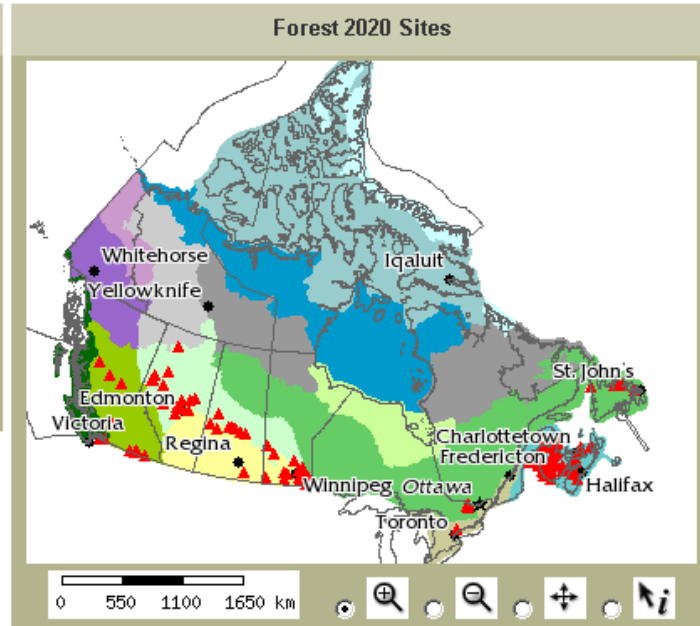 Forest 2020 Sites
Whitehorse
Iqaluit
Yellowknife
St. John's
Edmonton
Victoria
Charlottetown
Regina
Fredericton
Winnipeg Ottawa
Halifax
Toronto
0 550 1100 1650 km
i